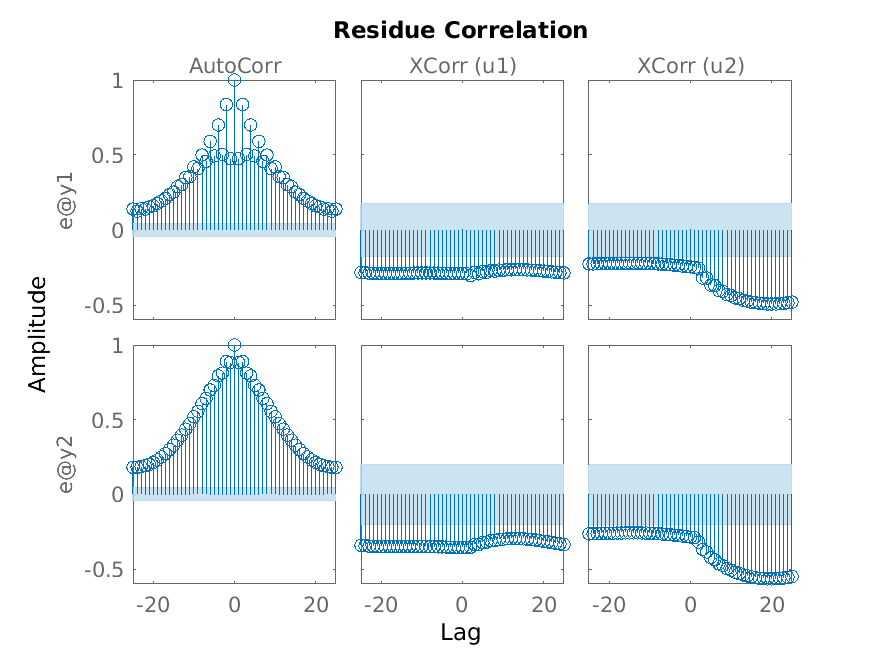 Residue Correlation
AutoCorr
XCorr (u1)
XCorr (u2)
1
0.5
0
-0.5
e@y1
1
0.5
0
-0.5
e@y2
Amplitude
-20 0 20
-20 0 20
-20 0 20
Lag